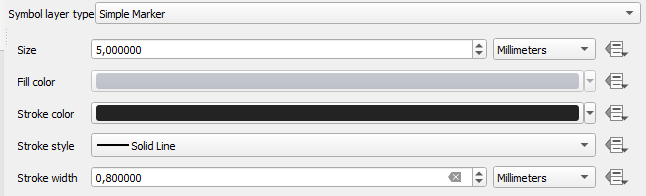 Symbol layer type Simple Marker
Size 5,000000 Millimeters
Fill color
Stroke color
Stroke style Solid Line
Stroke width 0,800000 Millimeters